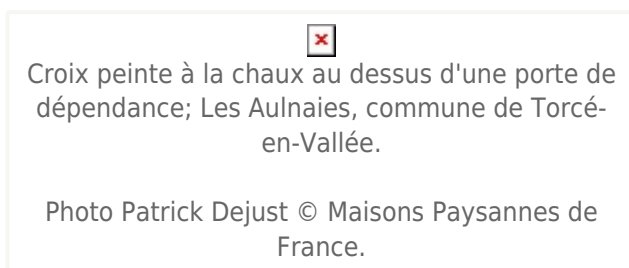 Croix peinte à la chaux au dessus d'une porte de
dépendance; Les Aulnaies, commune de Torcé-
en-Vallée.
Photo Patrick Dejust © Maisons Paysannes de
France.